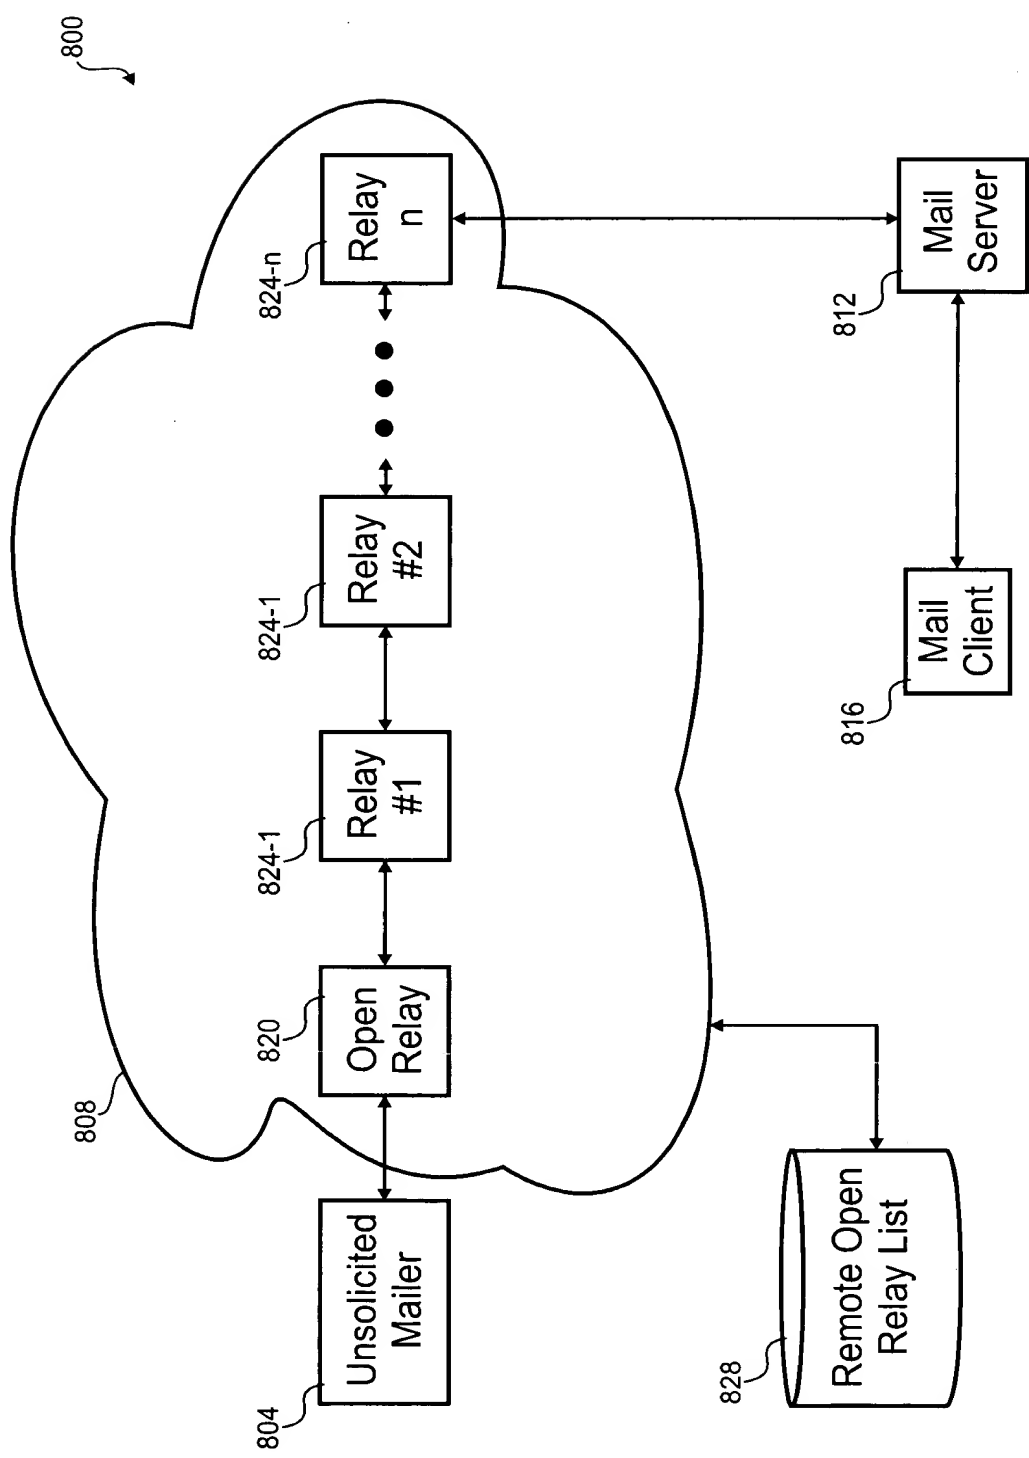 800
808
804
Unsolicited
Mailer
820
Open
Relay
824-1
Relay
#1
824-1
Relay
#2
824-n
Relay
n
828
Remote Open
Relay List
816
Mail
Client
812
Mail
Server